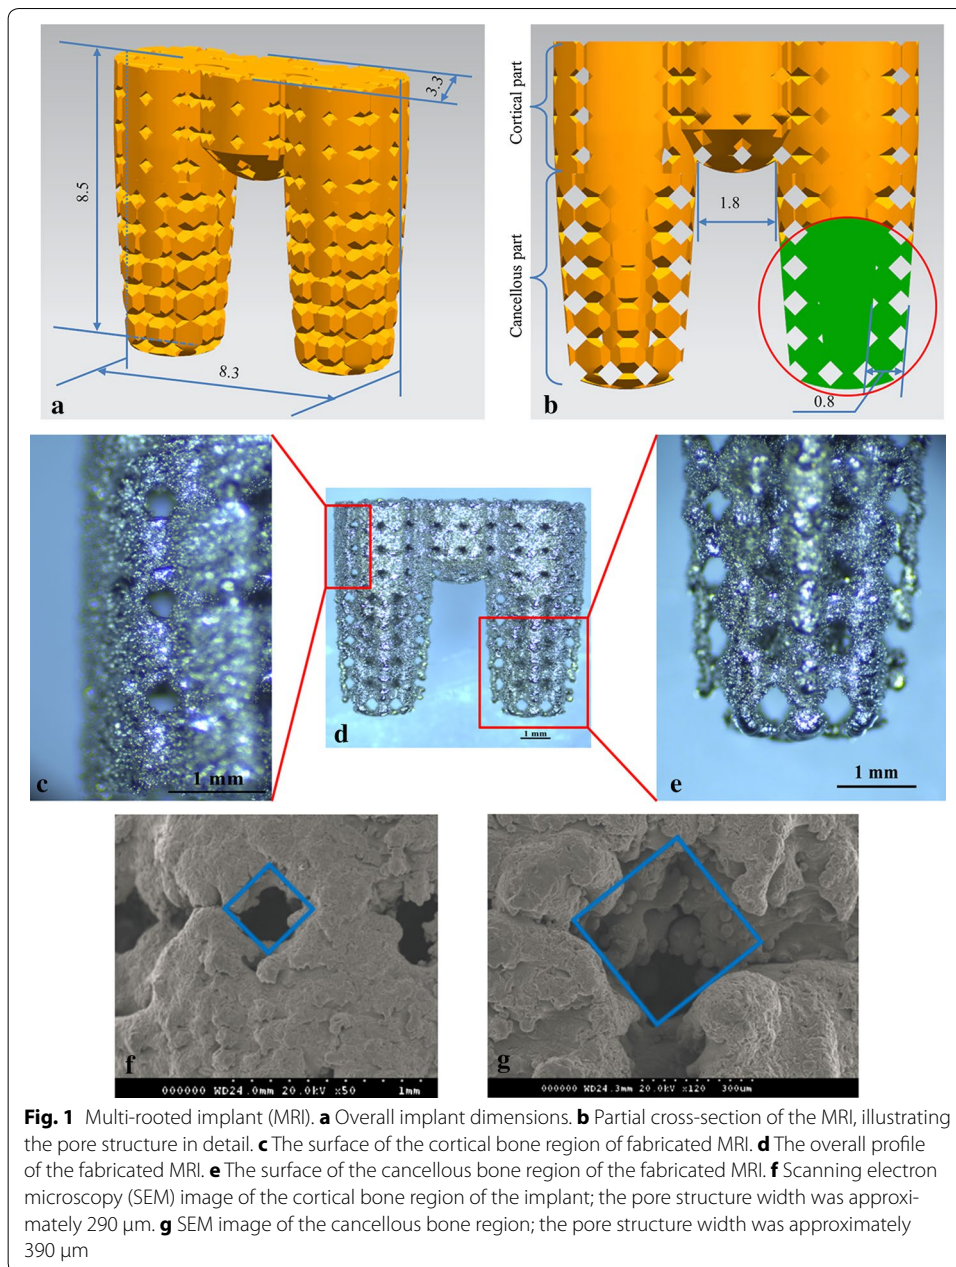 3.3
8.5
8.3
a
Cortical part
Cancellous part
1.8
0.8
b
c
1 mm
d
1 mm
e
1 mm
f
000000 WD24.0mm 20.0kV x50 1mm
g
000000 WD24.3mm 20.0kV x120 300um
Fig. 1 Multi-rooted implant (MRI). a Overall implant dimensions. b Partial cross-section of the MRI, illustrating
the pore structure in detail. c The surface of the cortical bone region of fabricated MRI. d The overall profile
of the fabricated MRI. e The surface of the cancellous bone region of the fabricated MRI. f Scanning electron
microscopy (SEM) image of the cortical bone region of the implant; the pore structure width was approxi-
mately 290 μm. g SEM image of the cancellous bone region; the pore structure width was approximately
390 μm